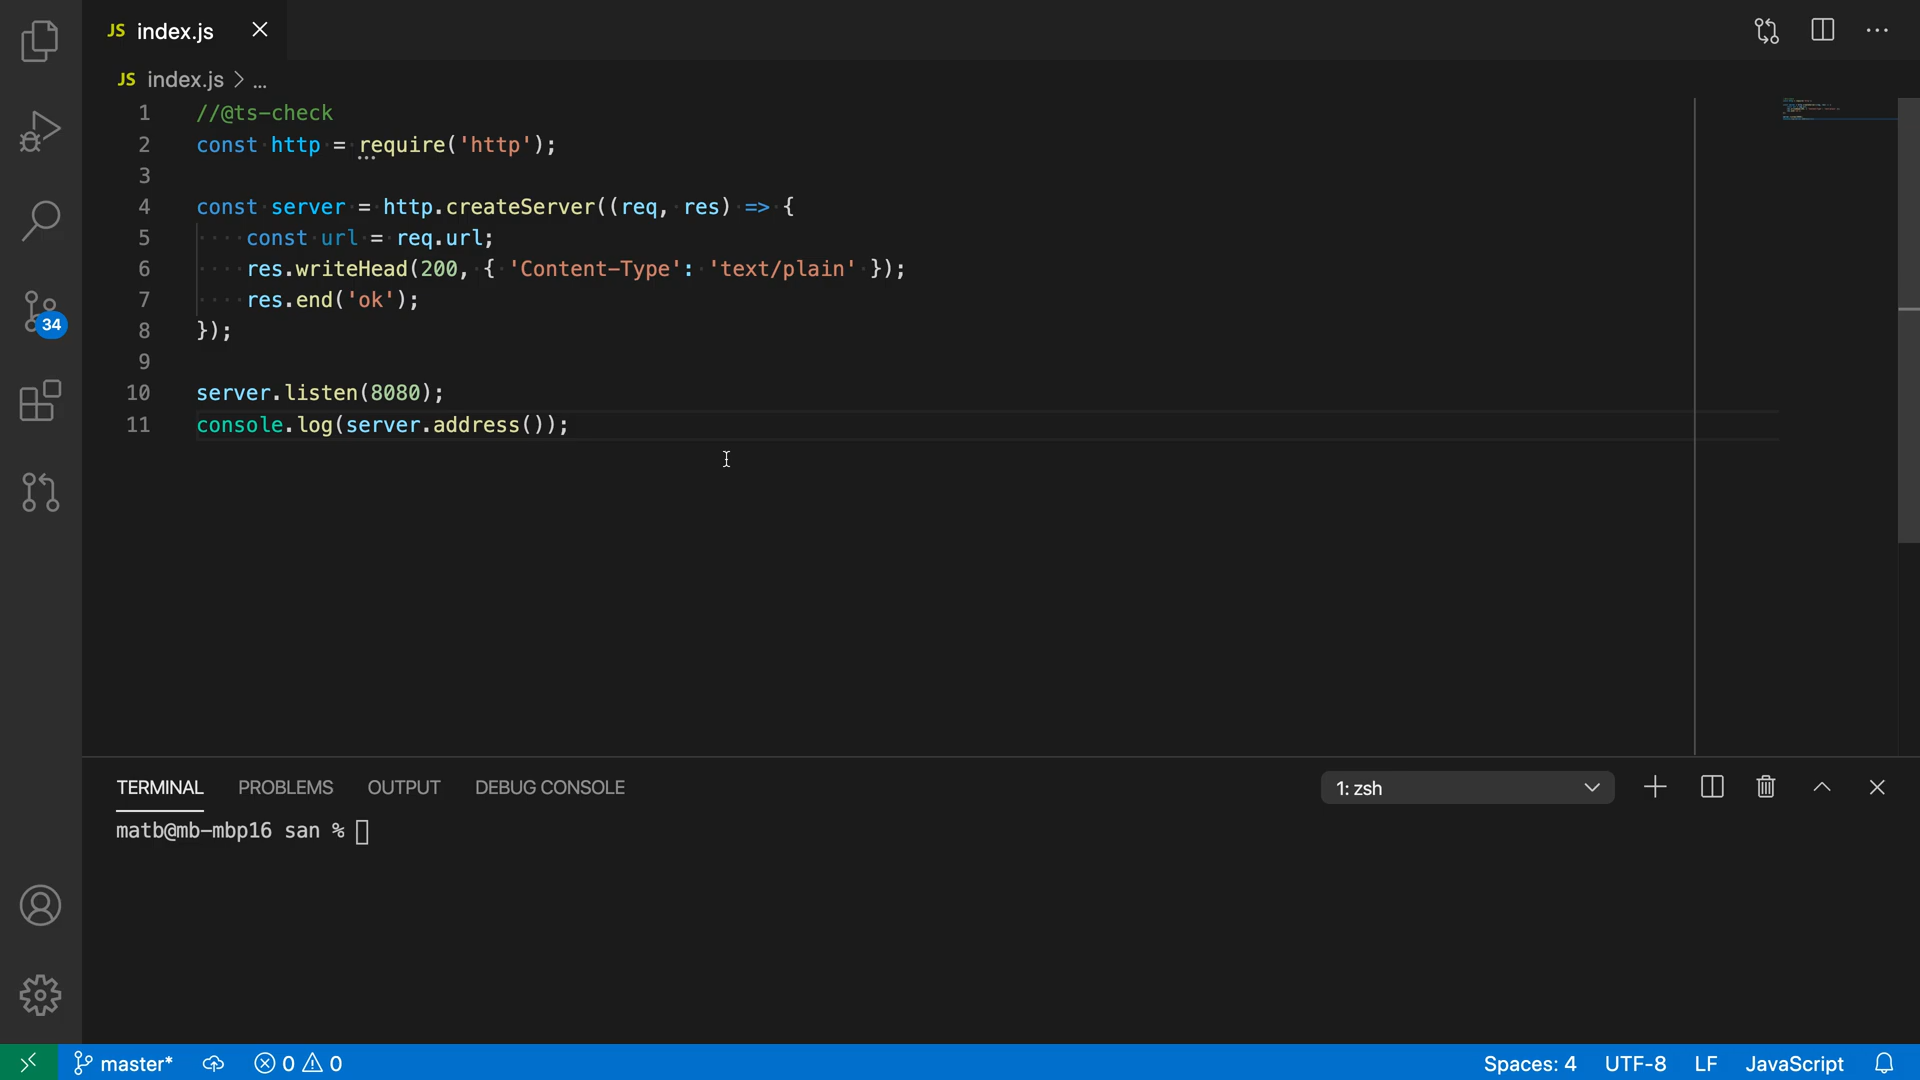 JS index.js
JS index.js > ...
1 //@ts-check
2 const http = require('http');
3
4 const server = http.createServer((req, res) => {
5 const url = req.url;
6 res.writeHead(200, { 'Content-Type': 'text/plain' });
7 res.end('ok');
8 });
9
10 server.listen(8080);
11 console.log(server.address());
34
TERMINAL PROBLEMS OUTPUT DEBUG CONSOLE 1: zsh
matb@mb-mbp16 san %
master* 0 0 Spaces: 4 UTF-8 LF JavaScript